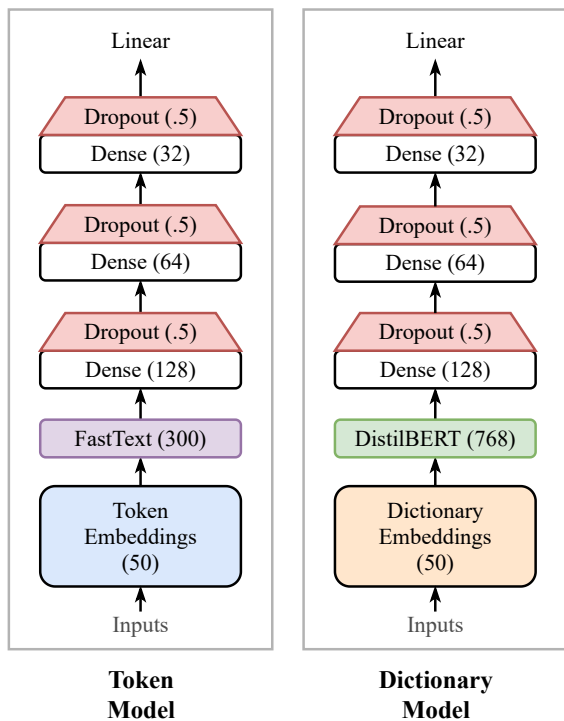 Linear
Dropout (.5)
Dense (32)
Dropout (.5)
Dense (64)
Dropout (.5)
Dense (128)
FastText (300)
Token
Embeddings
(50)
Inputs
Token
Model
Linear
Dropout (.5)
Dense (32)
Dropout (.5)
Dense (64)
Dropout (.5)
Dense (128)
DistilBERT (768)
Dictionary
Embeddings
(50)
Inputs
Dictionary
Model